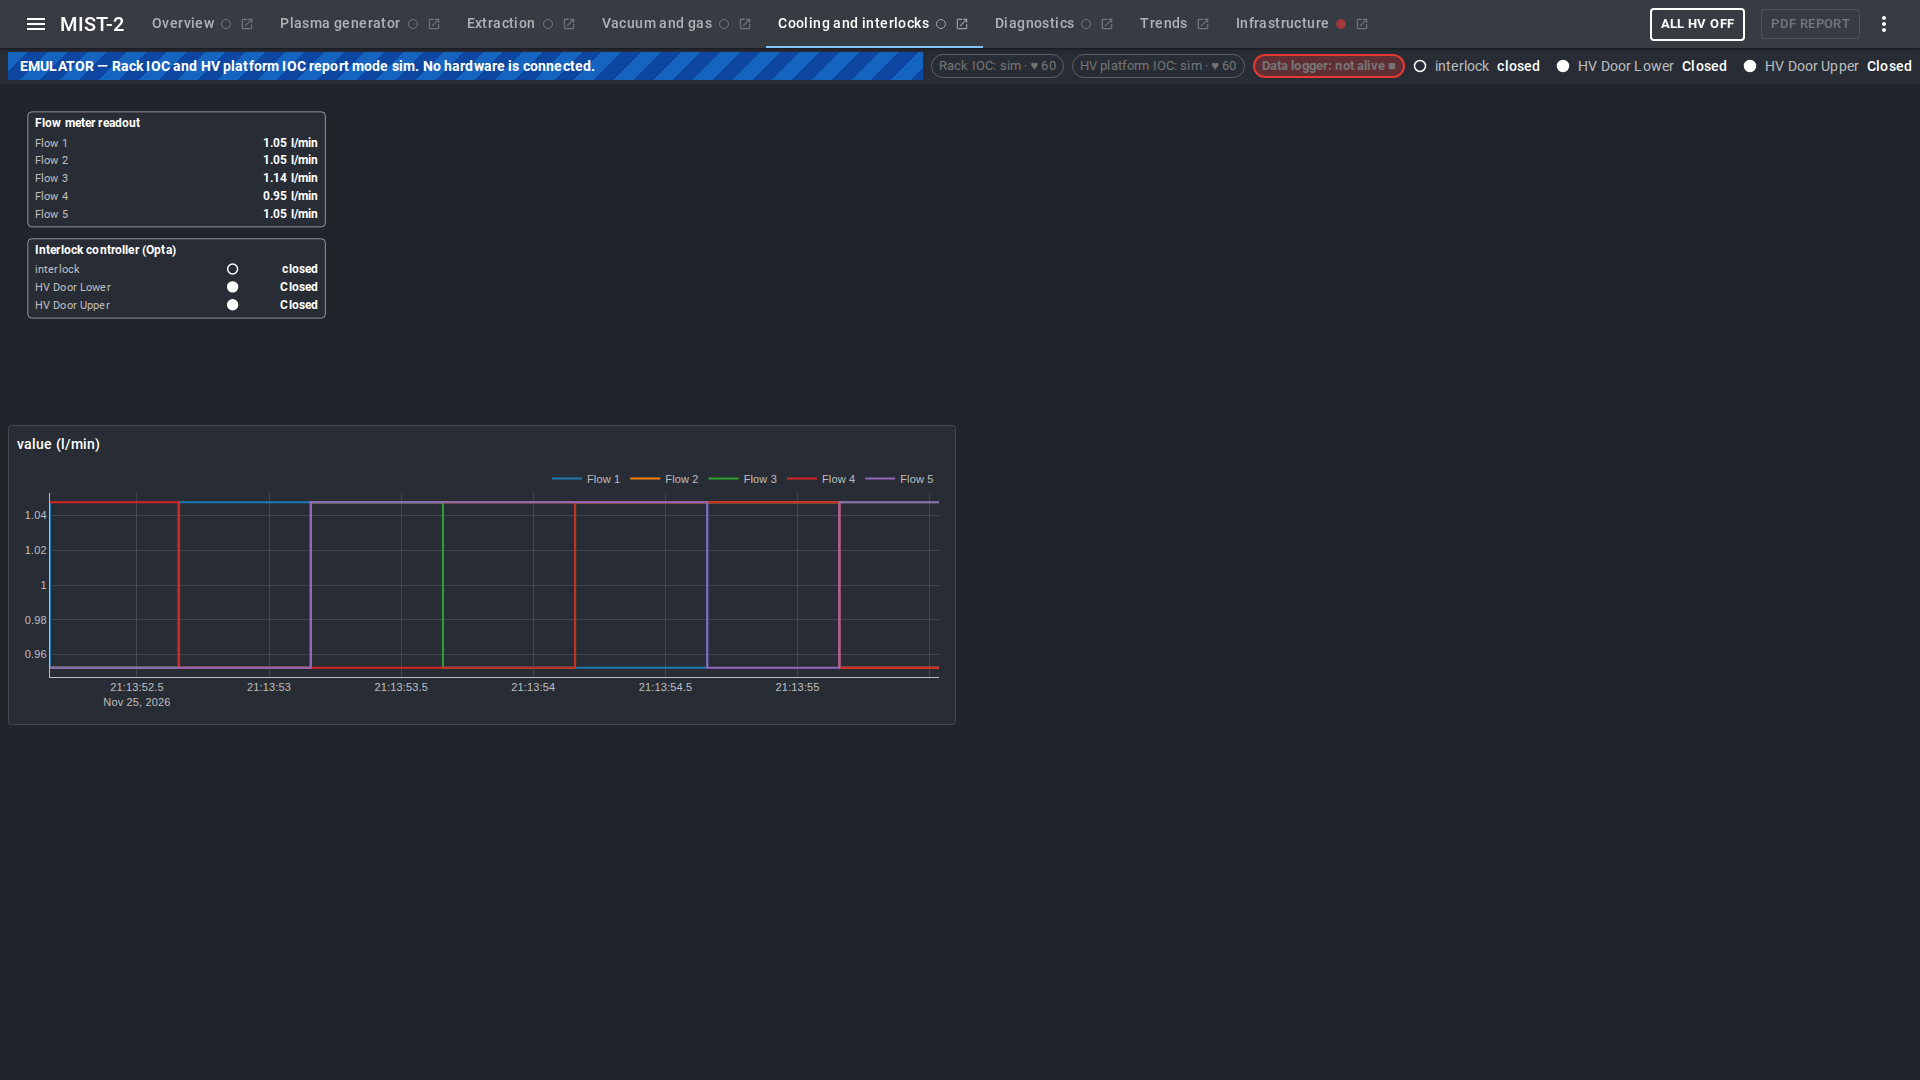 MIST-2 Overview Plasma generator Extraction Vacuum and gas Cooling and interlocks Diagnostics Trends Infrastructure ALL HV OFF PDF REPORT
EMULATOR — Rack IOC and HV platform IOC report mode sim. No hardware is connected. Rack IOC: sim · ♥ 60 HV platform IOC: sim · ♥ 60 Data logger: not alive ■ interlock closed HV Door Lower Closed HV Door Upper Closed
Flow meter readout
Flow 1 1.05 l/min
Flow 2 1.05 l/min
Flow 3 1.14 l/min
Flow 4 0.95 l/min
Flow 5 1.05 l/min
Interlock controller (Opta)
interlock closed
HV Door Lower Closed
HV Door Upper Closed
value (l/min)
Flow 1 Flow 2 Flow 3 Flow 4 Flow 5
1.04
1.02
1
0.98
0.96
21:13:52.5 21:13:53 21:13:53.5 21:13:54 21:13:54.5 21:13:55
Nov 25, 2026